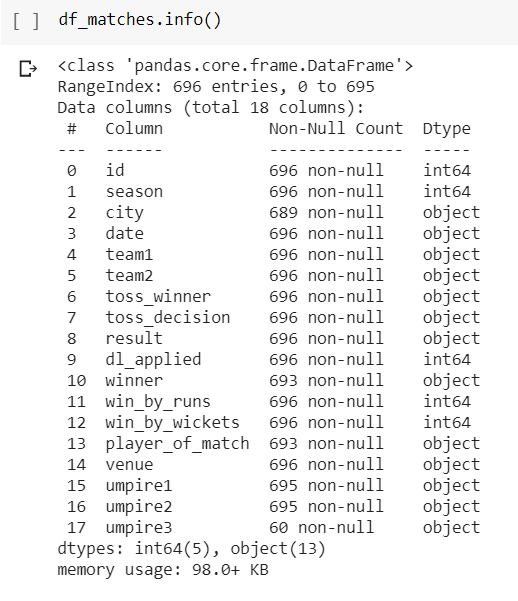 [ ] df_matches.info()
<class 'pandas.core.frame.DataFrame'>
RangeIndex: 696 entries, 0 to 695
Data columns (total 18 columns):
 #   Column           Non-Null Count  Dtype
---  ------           --------------  -----
 0   id               696 non-null    int64
 1   season           696 non-null    int64
 2   city             689 non-null    object
 3   date             696 non-null    object
 4   team1            696 non-null    object
 5   team2            696 non-null    object
 6   toss_winner      696 non-null    object
 7   toss_decision    696 non-null    object
 8   result           696 non-null    object
 9   dl_applied       696 non-null    int64
 10  winner           693 non-null    object
 11  win_by_runs      696 non-null    int64
 12  win_by_wickets   696 non-null    int64
 13  player_of_match  693 non-null    object
 14  venue            696 non-null    object
 15  umpire1          695 non-null    object
 16  umpire2          695 non-null    object
 17  umpire3          60 non-null     object
dtypes: int64(5), object(13)
memory usage: 98.0+ KB